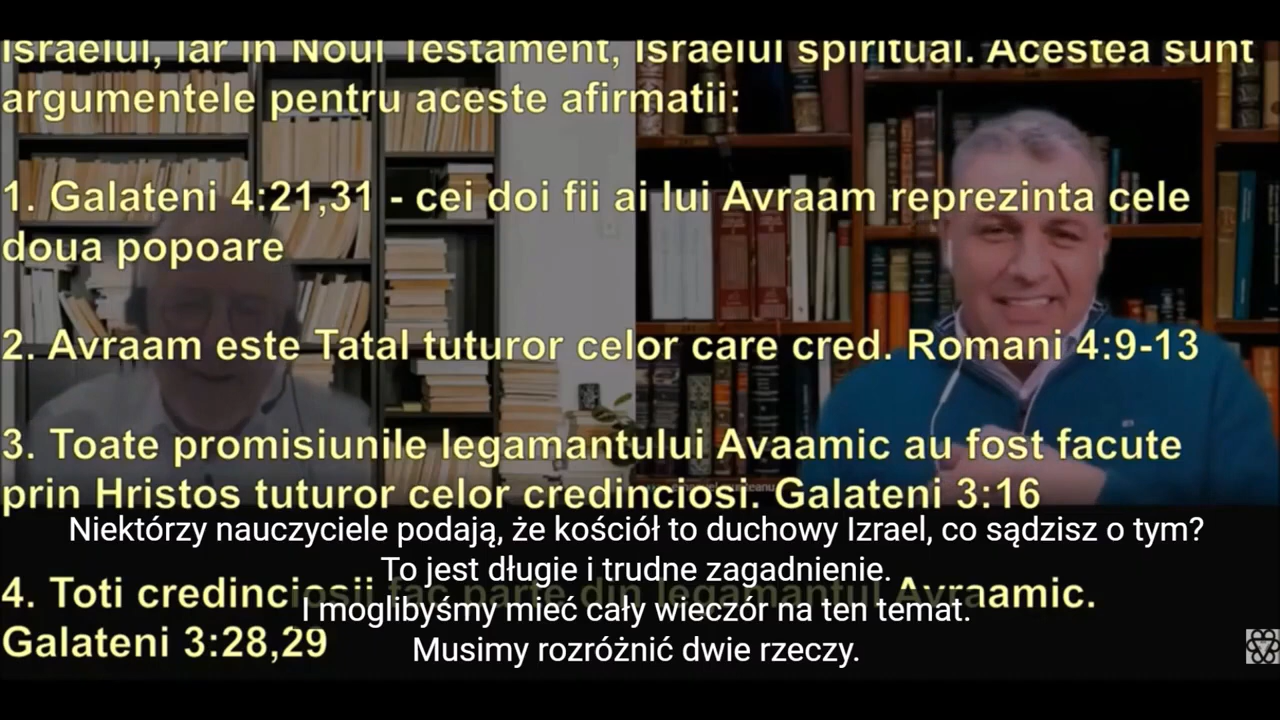 Israelul, iar in Noul Testament, Israelul spiritual. Acestea sunt
argumentele pentru aceste afirmatii:
1. Galateni 4:21,31 - cei doi fii ai lui Avraam reprezinta cele
doua popoare
2. Avraam este Tatal tuturor celor care cred. Romani 4:9-13
3. Toate promisiunile legamantului Avaamic au fost facute
prin Hristos tuturor celor credinciosi. Galateni 3:16
Niektórzy nauczyciele podają, że kościół to duchowy Izrael, co sądzisz o tym?
To jest długie i trudne zagadnienie.
4. Toti credinciosii fac parte din legamantul Avraamic.
I moglibyśmy mieć cały wieczór na ten temat.
Galateni 3:28,29
Musimy rozróżnić dwie rzeczy.